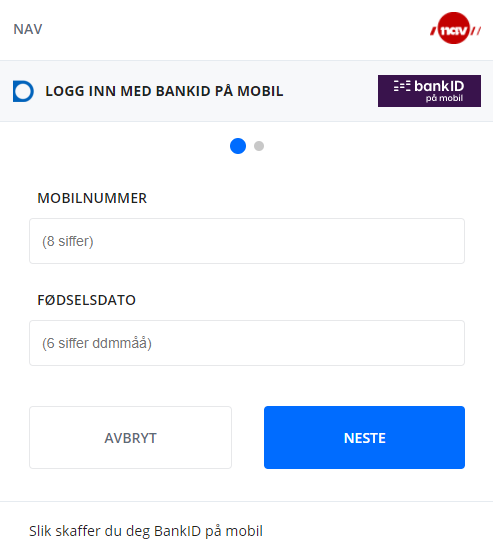 NAV
nav
LOGG INN MED BANKID PÅ MOBIL
bankID
på mobil
MOBILNUMMER
(8 siffer)
FØDSELSDATO
(6 siffer ddmmåå)
AVBRYT
NESTE
Slik skaffer du deg BankID på mobil